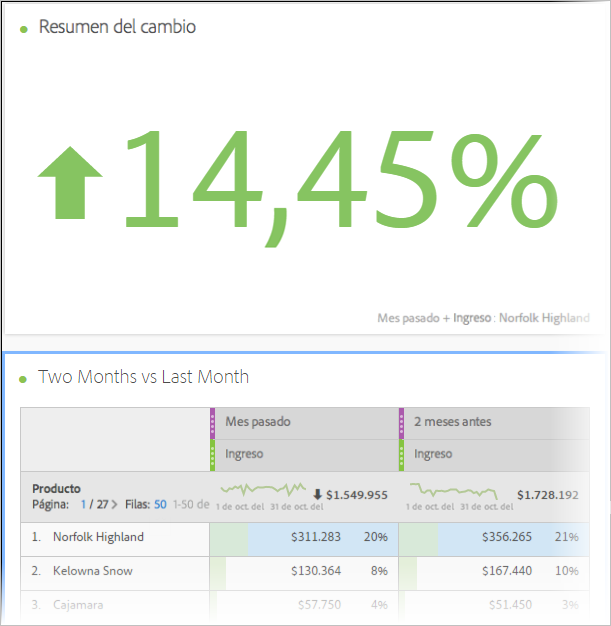 Resumen del cambio
14,45%
Mes pasado + Ingreso : Norfolk Highland
Two Months vs Last Month
Mes pasado 2 meses antes
Ingreso Ingreso
Producto
Página: 1 / 27 Filas: 50 1-50 de
1 de oct. del 31 de oct. del $1.549.955 1 de oct. del 31 de oct. del $1.728.192
1. Norfolk Highland $311.283 20% $356.265 21%
2. Kelowna Snow $130.364 8% $167.440 10%
3. Cajamara $57.750 4% $51.450 3%